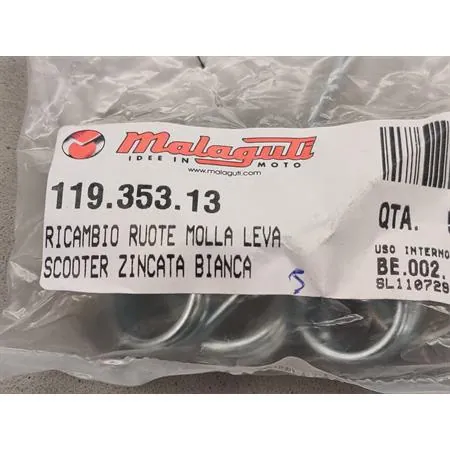 Malaguti
IDEE IN MOTO
www.malaguti.com
119.353.13
RICAMBIO RUOTE MOLLA LEVA
SCOOTER ZINCATA BIANCA
5
QTA.
USO INTERNO
BE.002.
SL110729